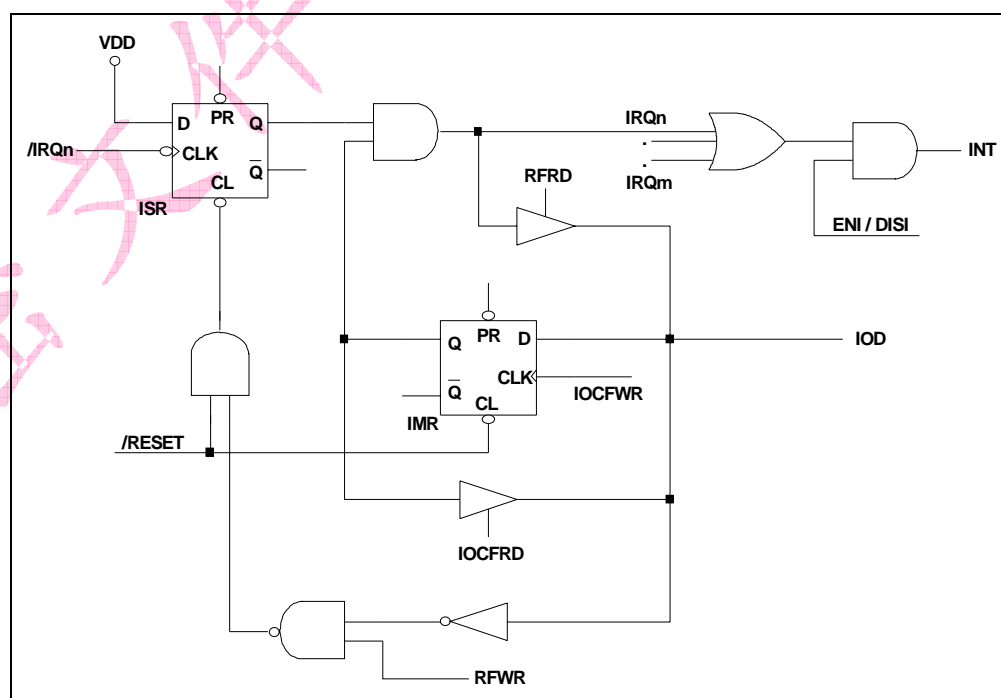 VDD
D
PR
Q
/IRQn
CLK
Q
CL
ISR
IRQn
IRQm
INT
RFRD
ENI / DISI
Q
PR
D
IOD
CLK
Q
CL
IOCFWR
IMR
/RESET
IOCFRD
RFWR